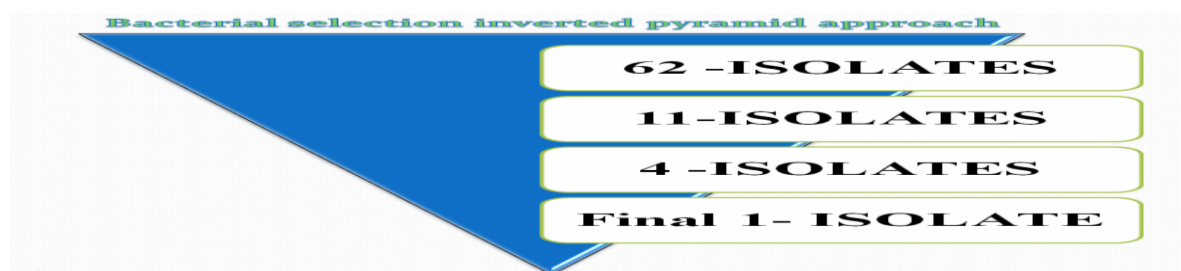 Bacterial selection inverted pyramid approach
62 -ISOLATES
11-ISOLATES
4 -ISOLATES
Final 1- ISOLATE